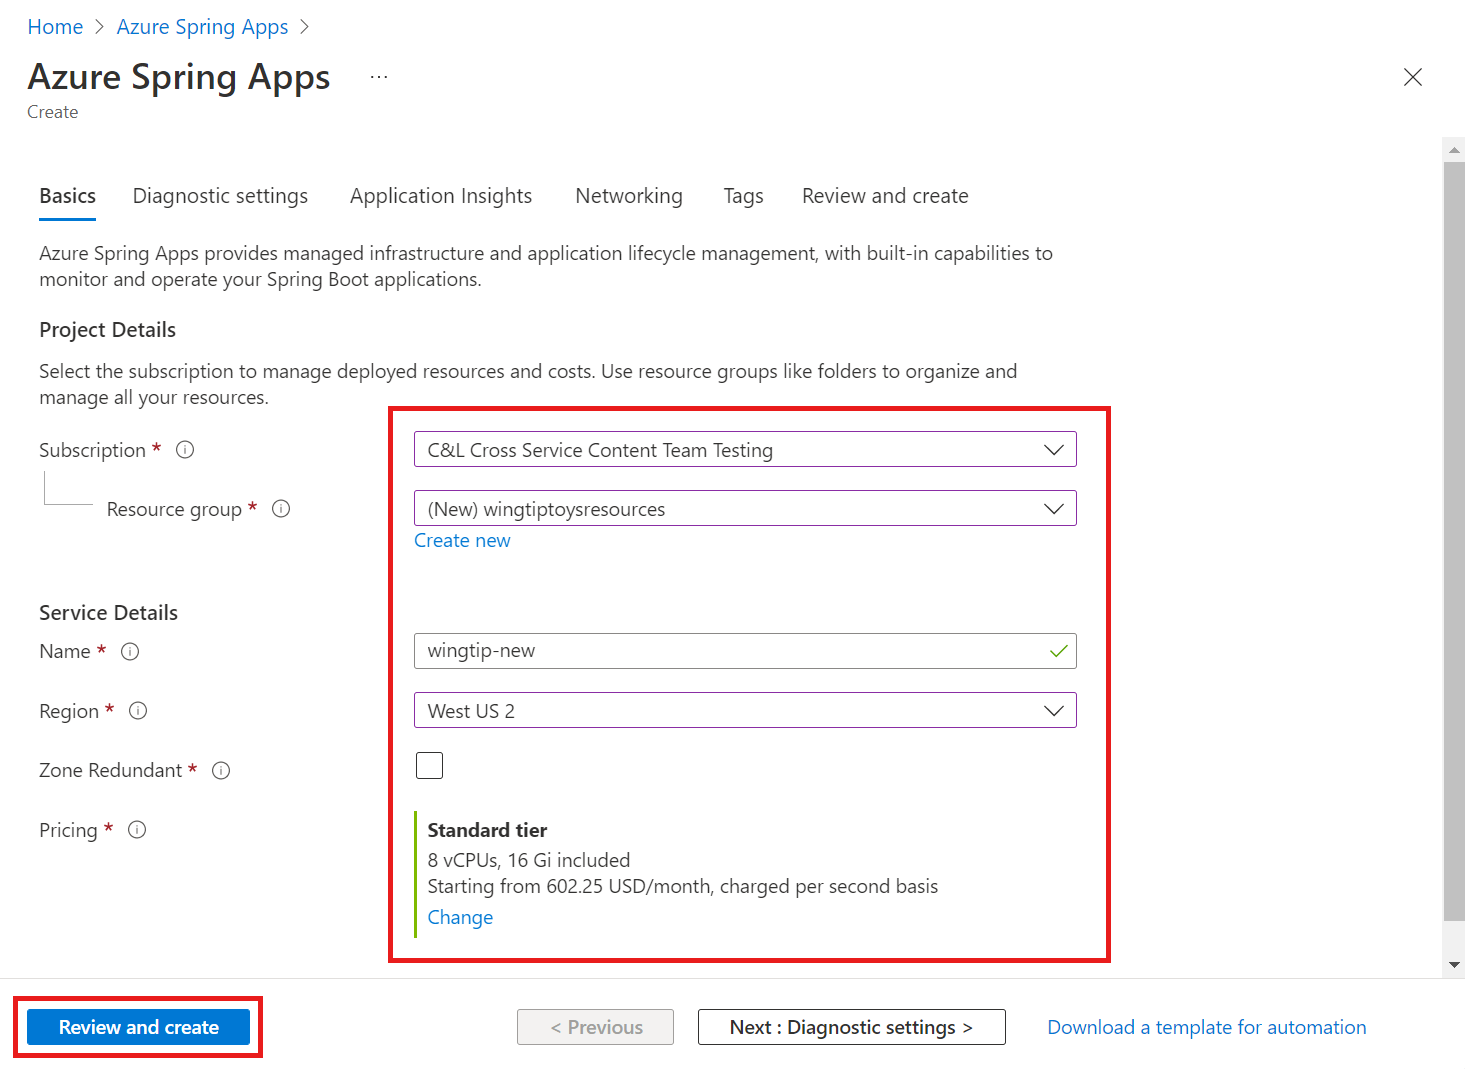 Home > Azure Spring Apps >
Azure Spring Apps ...
Create
Basics Diagnostic settings Application Insights Networking Tags Review and create
Azure Spring Apps provides managed infrastructure and application lifecycle management, with built-in capabilities to
monitor and operate your Spring Boot applications.
Project Details
Select the subscription to manage deployed resources and costs. Use resource groups like folders to organize and
manage all your resources.
Subscription * C&L Cross Service Content Team Testing
Resource group * (New) wingtiptoysresources
Create new
Service Details
Name * wingtip-new
Region * West US 2
Zone Redundant *
Pricing * Standard tier
8 vCPUs, 16 Gi included
Starting from 602.25 USD/month, charged per second basis
Change
Review and create < Previous Next : Diagnostic settings > Download a template for automation